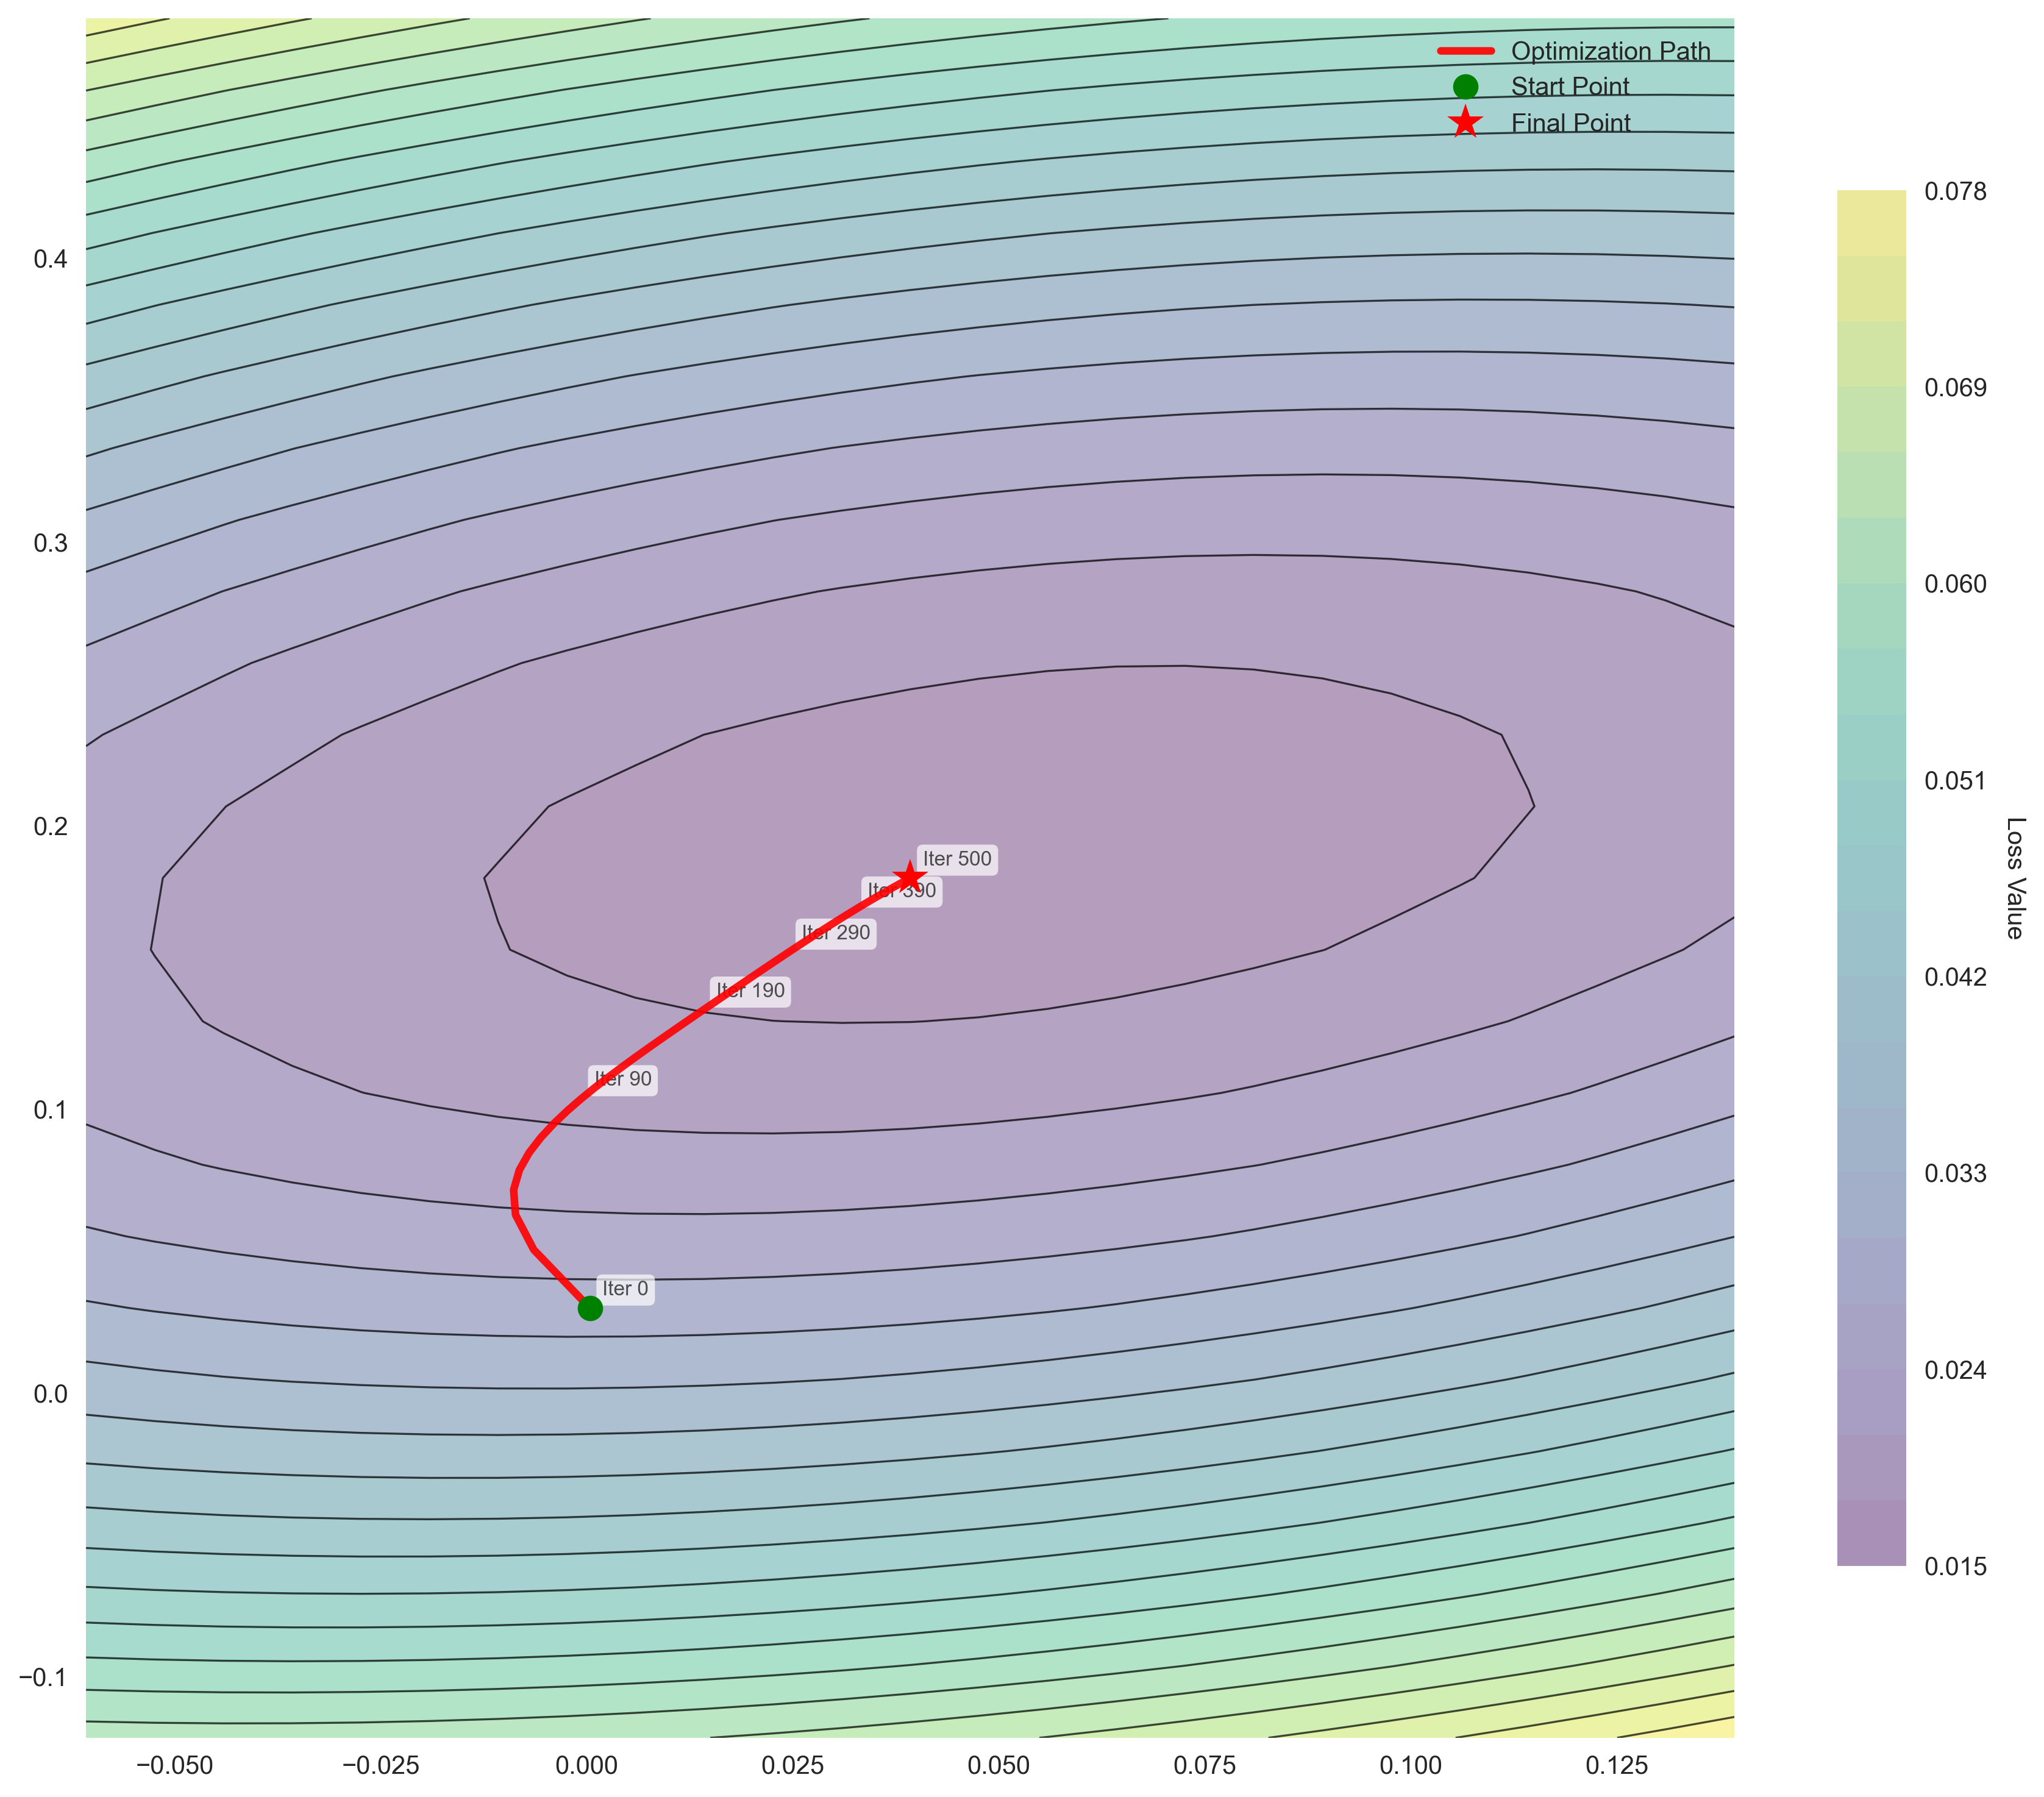 Optimization Path
Start Point
Final Point
0.4
0.3
0.2
0.1
0.0
−0.1
−0.050
−0.025
0.000
0.025
0.050
0.075
0.100
0.125
Iter 500
Iter 390
Iter 290
Iter 190
Iter 90
Iter 0
0.078
0.069
0.060
0.051
0.042
0.033
0.024
0.015
Loss Value